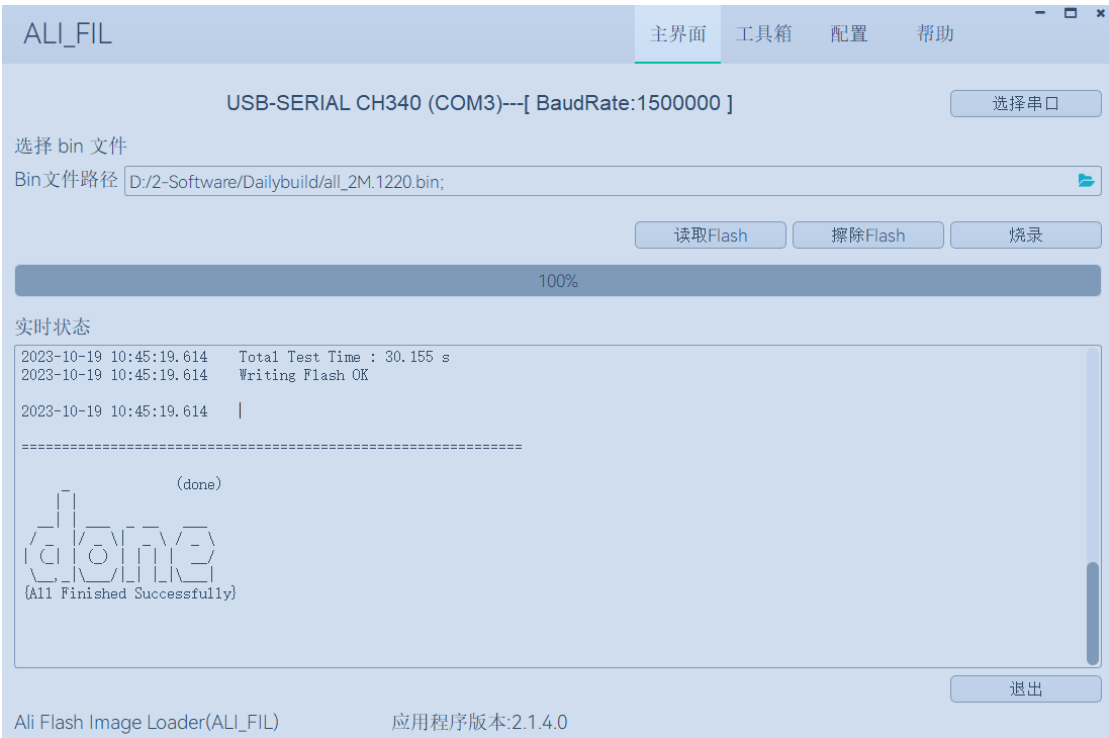 ALI_FIL 主界面 工具箱 配置 帮助
USB-SERIAL CH340 (COM3)---[ BaudRate:1500000 ] 选择串口
选择 bin 文件
Bin文件路径 D:/2-Software/Dailybuild/all_2M.1220.bin;
读取Flash 擦除Flash 烧录
100%
实时状态
2023-10-19 10:45:19.614 Total Test Time : 30.155 s
2023-10-19 10:45:19.614 Writing Flash OK
2023-10-19 10:45:19.614 |
==============================================================
(done)
done
{All Finished Successfully}
退出
Ali Flash Image Loader(ALI_FIL) 应用程序版本:2.1.4.0